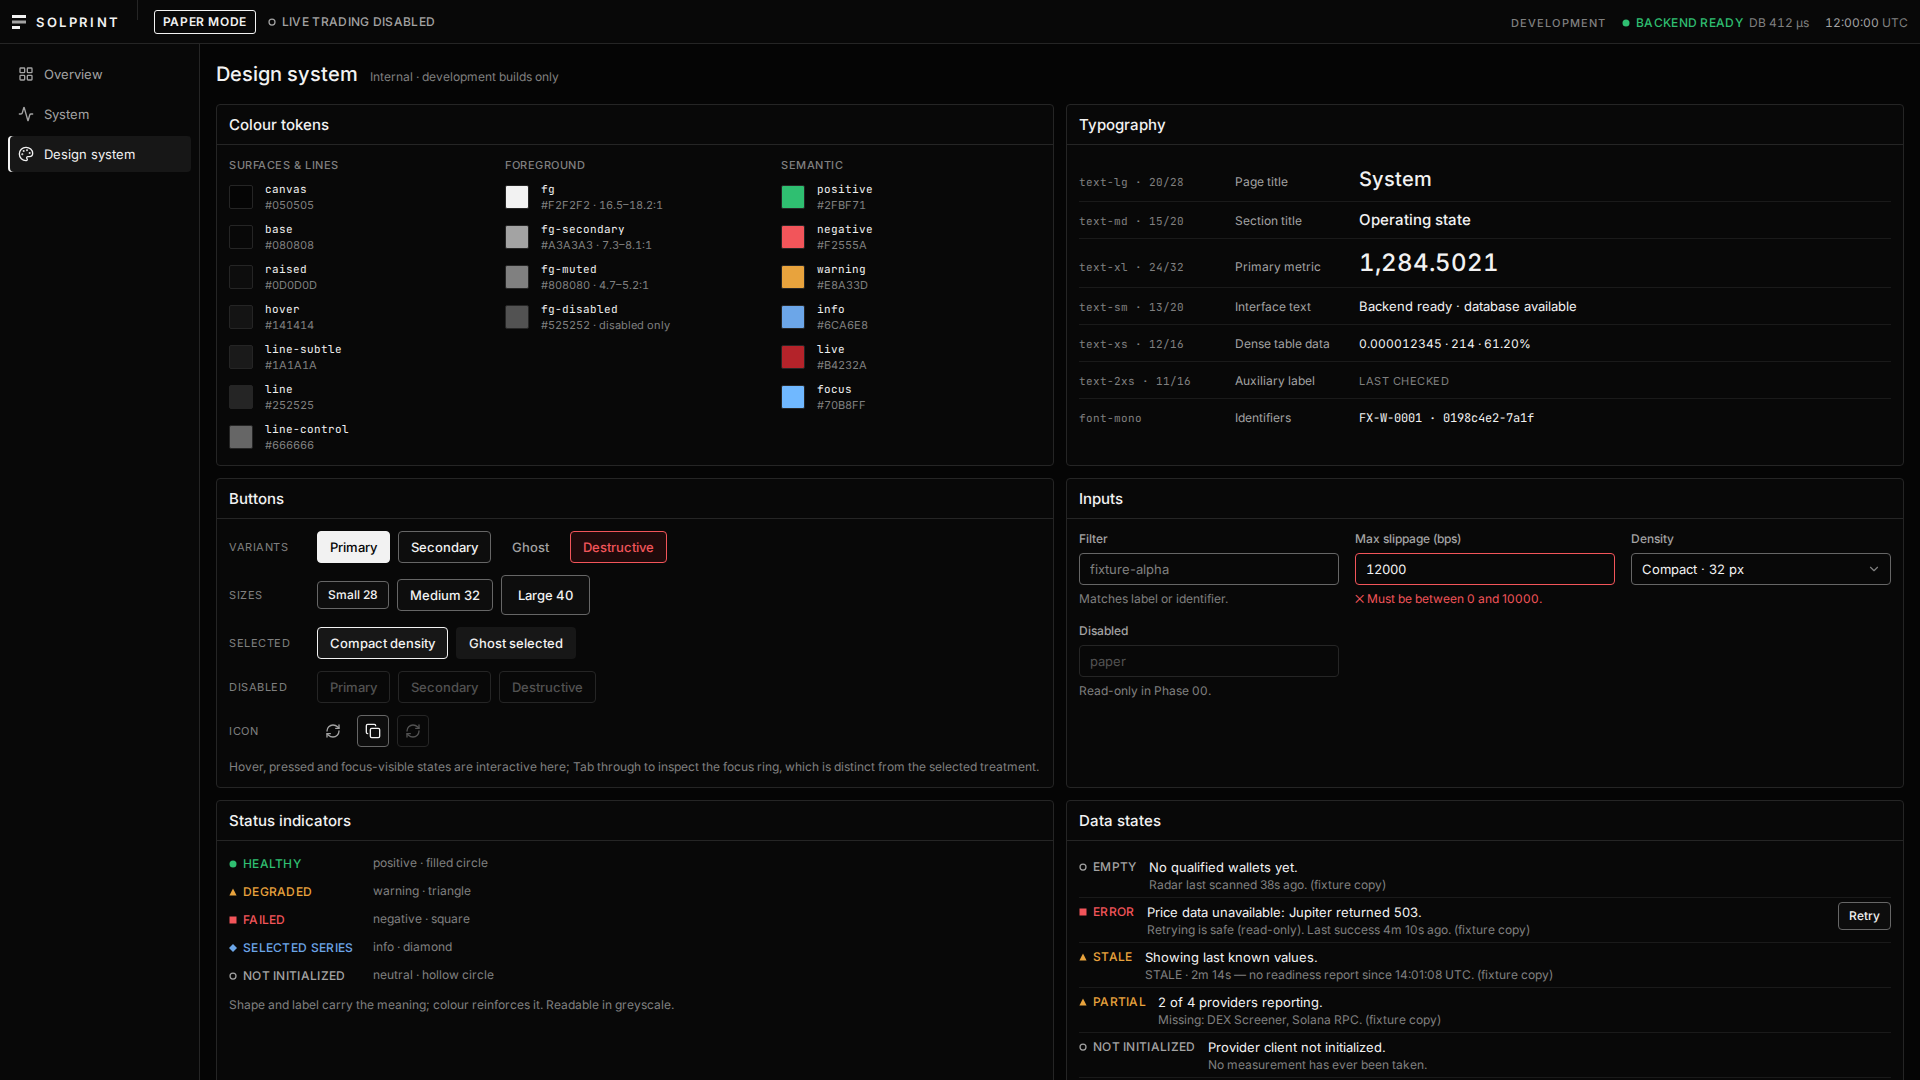 SOLPRINT
PAPER MODE
LIVE TRADING DISABLED
DEVELOPMENT
BACKEND READY DB 412 µs
12:00:00 UTC
Overview
System
Design system
Design system Internal · development builds only
Colour tokens
SURFACES & LINES
canvas
#050505
base
#080808
raised
#0D0D0D
hover
#141414
line-subtle
#1A1A1A
line
#252525
line-control
#666666
FOREGROUND
fg
#F2F2F2 · 16.5–18.2:1
fg-secondary
#A3A3A3 · 7.3–8.1:1
fg-muted
#808080 · 4.7–5.2:1
fg-disabled
#525252 · disabled only
SEMANTIC
positive
#2FBF71
negative
#F2555A
warning
#E8A33D
info
#6CA6E8
live
#B4232A
focus
#70B8FF
Typography
text-lg · 20/28 Page title System
text-md · 15/20 Section title Operating state
text-xl · 24/32 Primary metric 1,284.5021
text-sm · 13/20 Interface text Backend ready · database available
text-xs · 12/16 Dense table data 0.000012345 · 214 · 61.20%
text-2xs · 11/16 Auxiliary label LAST CHECKED
font-mono Identifiers FX-W-0001 · 0198c4e2-7a1f
Buttons
VARIANTS Primary Secondary Ghost Destructive
SIZES Small 28 Medium 32 Large 40
SELECTED Compact density Ghost selected
DISABLED Primary Secondary Destructive
ICON
Hover, pressed and focus-visible states are interactive here; Tab through to inspect the focus ring, which is distinct from the selected treatment.
Inputs
Filter
fixture-alpha
Matches label or identifier.
Max slippage (bps)
12000
Must be between 0 and 10000.
Density
Compact · 32 px
Disabled
paper
Read-only in Phase 00.
Status indicators
HEALTHY positive · filled circle
DEGRADED warning · triangle
FAILED negative · square
SELECTED SERIES info · diamond
NOT INITIALIZED neutral · hollow circle
Shape and label carry the meaning; colour reinforces it. Readable in greyscale.
Data states
EMPTY No qualified wallets yet.
Radar last scanned 38s ago. (fixture copy)
ERROR Price data unavailable: Jupiter returned 503.
Retrying is safe (read-only). Last success 4m 10s ago. (fixture copy)
Retry
STALE Showing last known values.
STALE · 2m 14s — no readiness report since 14:01:08 UTC. (fixture copy)
PARTIAL 2 of 4 providers reporting.
Missing: DEX Screener, Solana RPC. (fixture copy)
NOT INITIALIZED Provider client not initialized.
No measurement has ever been taken.